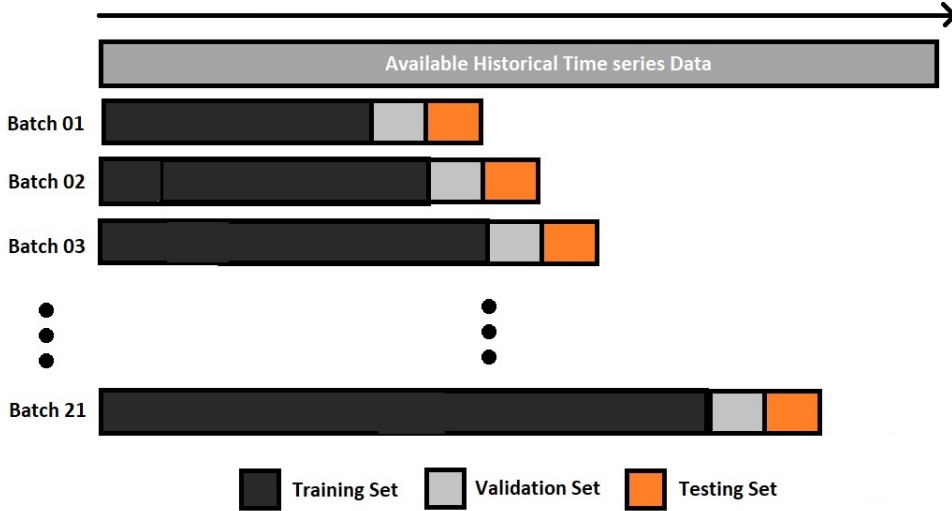 Available Historical Time series Data
Batch 01
Batch 02
Batch 03
Batch 21
Training Set
Validation Set
Testing Set